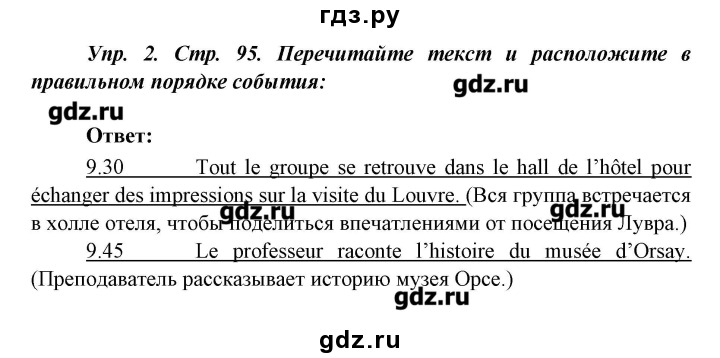 гдз.ру
Упр. 2. Стр. 95. Перечитайте текст и расположите в
правильном порядке события:
gdz.ru
gdz.ru
Ответ:
9.30 Tout le groupe se retrouve dans le hall de l’hôtel pour
échanger des impressions sur la visite du Louvre. (Вся группа встречается
в холле отеля, чтобы поделиться впечатлениями от посещения Лувра.)
gdz.ru
gdz.ru
9.45 Le professeur raconte l’histoire du musée d’Orsay.
(Преподаватель рассказывает историю музея Орсе.)
gdz.ru
gdz.ru